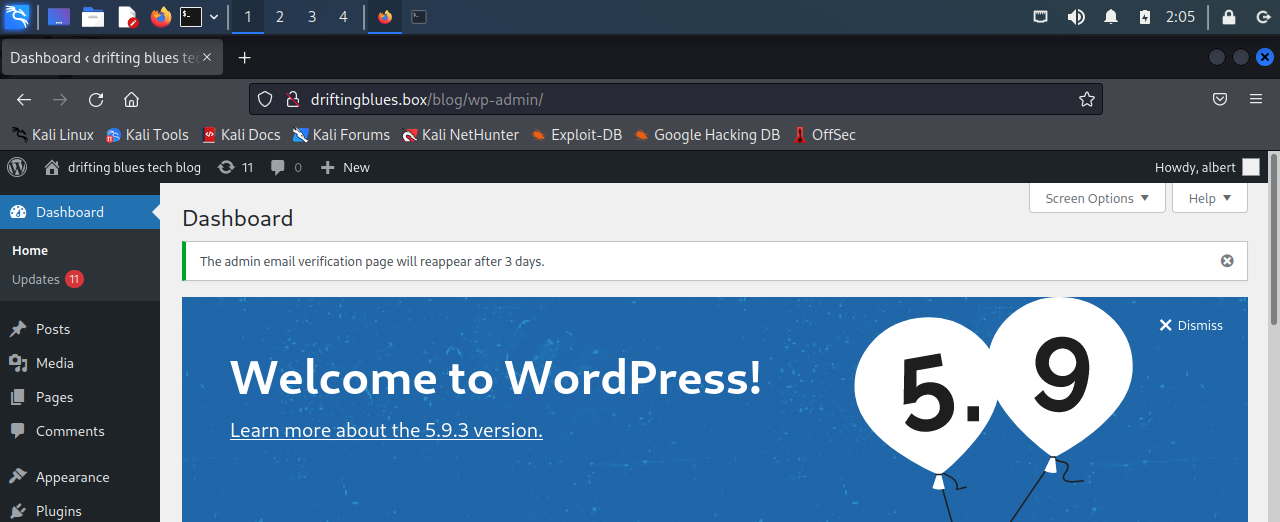 1 2 3 4 2:05
Dashboard ‹ drifting blues te
driftingblues.box/blog/wp-admin/
Kali Linux Kali Tools Kali Docs Kali Forums Kali NetHunter Exploit-DB Google Hacking DB OffSec
drifting blues tech blog 11 0 New Howdy, albert
Dashboard
Screen Options Help
Dashboard
Home
Updates 11
The admin email verification page will reappear after 3 days.
Posts
Media
Pages
Comments
Appearance
Plugins
Dismiss
Welcome to WordPress!
Learn more about the 5.9.3 version.
5.9